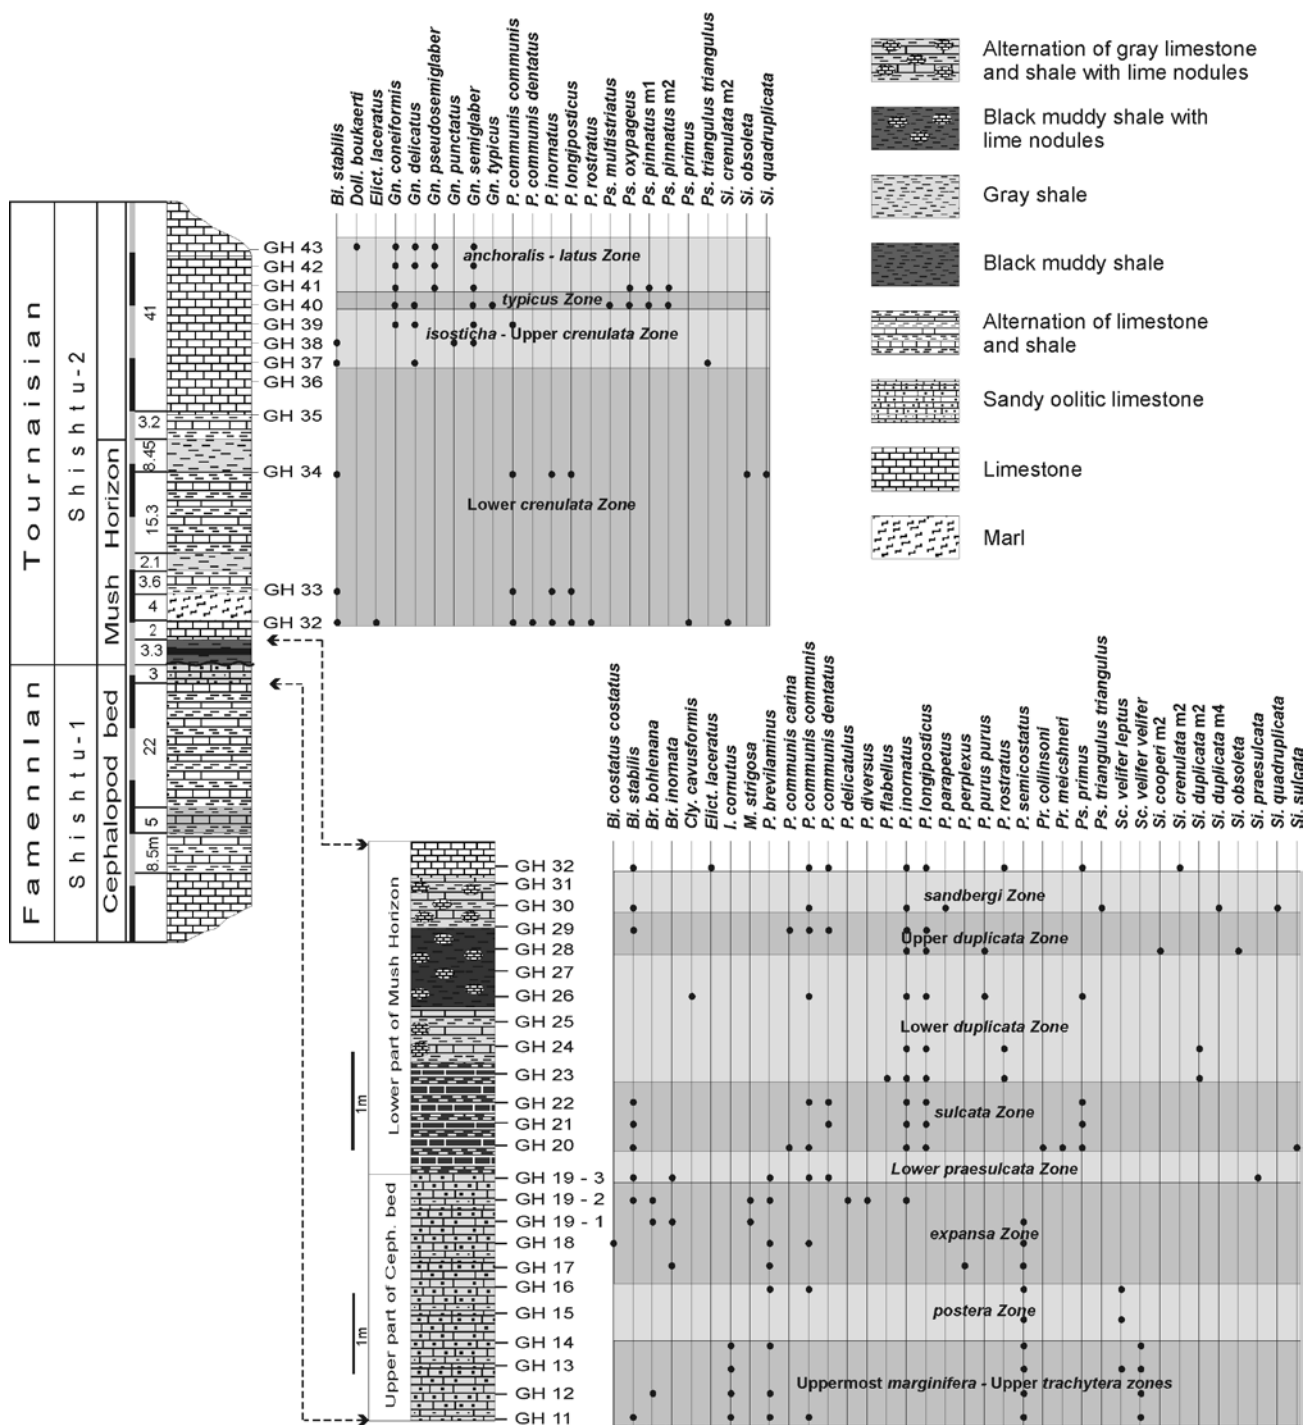 Bi. stabilis
Doll. boukaerti
Elict. laceratus
Gn. coneiformis
Gn. delicatus
Gn. pseudosemiglaber
Gn. punctatus
Gn. semiglaber
Gn. typicus
P. communis communis
P. communis dentatus
P. inornatus
P. longiposticus
P. rostratus
Ps. multistriatus
Ps. oxypageus
Ps. pinnatus m1
Ps. pinnatus m2
Ps. primus
Ps. triangulus triangulus
Si. crenulata m2
Si. obsoleta
Si. quadruplicata
Alternation of gray limestone
and shale with lime nodules
Black muddy shale with
lime nodules
Gray shale
Black muddy shale
Alternation of limestone
and shale
Sandy oolitic limestone
Limestone
Marl
Tournaisian
Famennian
Shishtu-2
Shishtu-1
Mush Horizon
Cephalopod bed
41
3.2
8.45
15.3
2.1
3.6
4
2
3.3
3
22
5
8.5m
GH 43
GH 42
GH 41
GH 40
GH 39
GH 38
GH 37
GH 36
GH 35
GH 34
GH 33
GH 32
anchoralis - latus Zone
typicus Zone
isosticha - Upper crenulata Zone
Lower crenulata Zone
Bi. costatus costatus
Bi. stabilis
Br. bohlenana
Br. inornata
Cly. cavusformis
Elict. laceratus
I. cornutus
M. strigosa
P. brevilaminus
P. communis carina
P. communis communis
P. communis dentatus
P. delicatulus
P. diversus
P. flabellus
P. inornatus
P. longiposticus
P. parapetus
P. perplexus
P. purus purus
P. rostratus
P. semicostatus
Pr. collinsoni
Pr. meicshneri
Ps. primus
Ps. triangulus triangulus
Sc. velifer leptus
Sc. velifer velifer
Si. cooperi m2
Si. crenulata m2
Si. duplicata m2
Si. duplicata m4
Si. obsoleta
Si. praesulcata
Si. quadruplicata
Si. sulcata
Lower part of Mush Horizon
Upper part of Ceph. bed
1m
1m
GH 32
GH 31
GH 30
GH 29
GH 28
GH 27
GH 26
GH 25
GH 24
GH 23
GH 22
GH 21
GH 20
GH 19 - 3
GH 19 - 2
GH 19 - 1
GH 18
GH 17
GH 16
GH 15
GH 14
GH 13
GH 12
GH 11
sandbergi Zone
Upper duplicata Zone
Lower duplicata Zone
sulcata Zone
Lower praesulcata Zone
expansa Zone
postera Zone
Uppermost marginifera - Upper trachytera zones